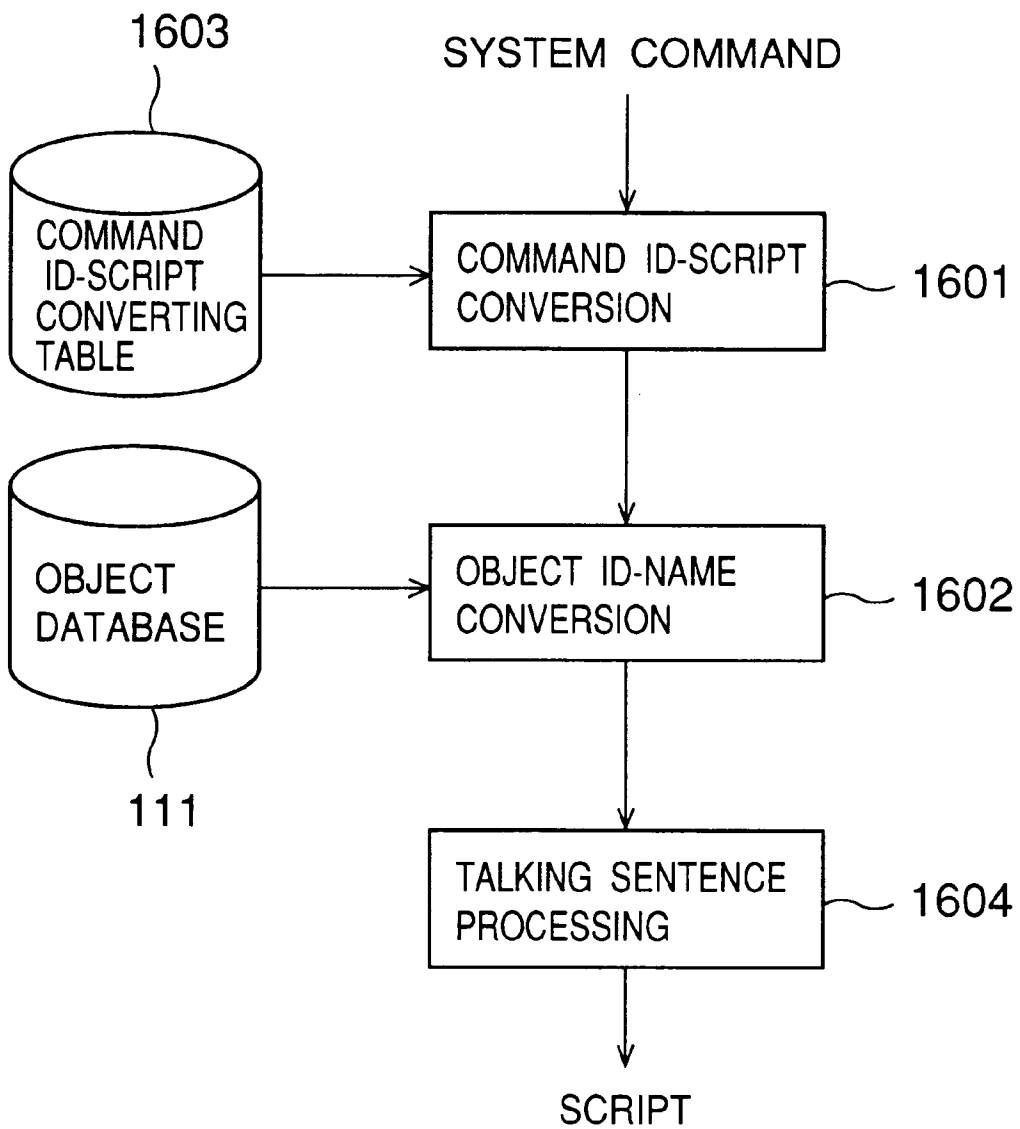 1603
SYSTEM COMMAND
COMMAND
ID-SCRIPT
CONVERTING
TABLE
COMMAND ID-SCRIPT
CONVERSION
1601
OBJECT
DATABASE
OBJECT ID-NAME
CONVERSION
1602
111
TALKING SENTENCE
PROCESSING
1604
SCRIPT